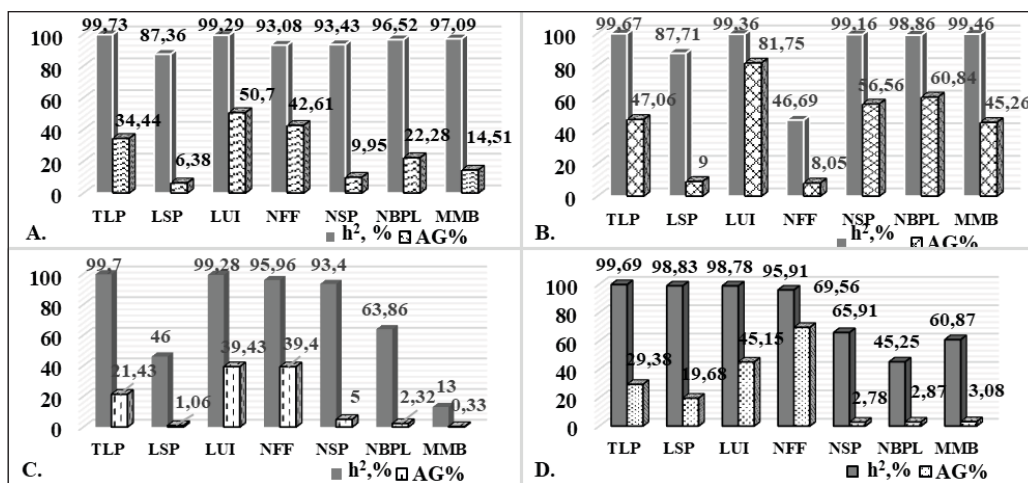 99,73 87,36 99,29 93,08 93,43 96,52 97,09
100
80
60
40
20
0
34,44 6,38 50,7 42,61 9,95 22,28 14,51
TLP LSP LUI NFF NSP NBPL MMB
A. h², % AG%
99,67 87,71 99,36 46,69 99,16 98,86 99,46
100
80
60
40
20
0
47,06 9 81,75 8,05 56,56 60,84 45,26
TLP LSP LUI NFF NSP NBPL MMB
B. h²,% AG%
99,7 46 99,28 95,96 93,4 63,86 13
100
80
60
40
20
0
21,43 1,06 39,43 39,4 5 2,32 0,33
TLP LSP LUI NFF NSP NBPL MMB
C. h²,% AG%
99,69 98,83 98,78 95,91 65,91 45,25 60,87
100
80
60
40
20
0
29,38 19,68 45,15 69,56 2,78 2,87 3,08
TLP LSP LUI NFF NSP NBPL MMB
D. h²,% AG%